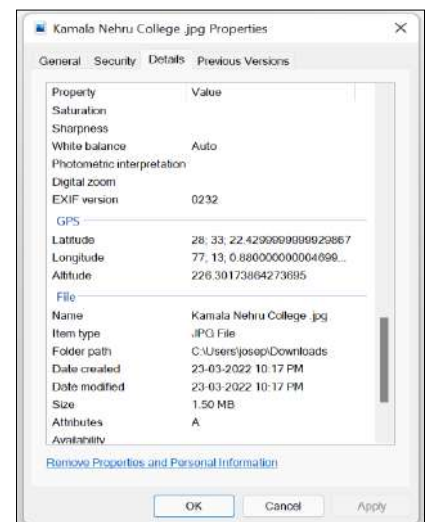 Kamala Nehru College .jpg Properties
General Security Details Previous Versions
Property Value
Saturation
Sharpness
White balance Auto
Photometric interpretation
Digital zoom
EXIF version 0232
GPS
Latitude 28; 33; 22.4299999999929867
Longitude 77; 13; 0.880000000004699...
Altitude 226.30173864273695
File
Name Kamala Nehru College .jpg
Item type JPG File
Folder path C:\Users\josep\Downloads
Date created 23-03-2022 10:17 PM
Date modified 23-03-2022 10:17 PM
Size 1.50 MB
Attributes A
Availability
Remove Properties and Personal Information
OK Cancel Apply